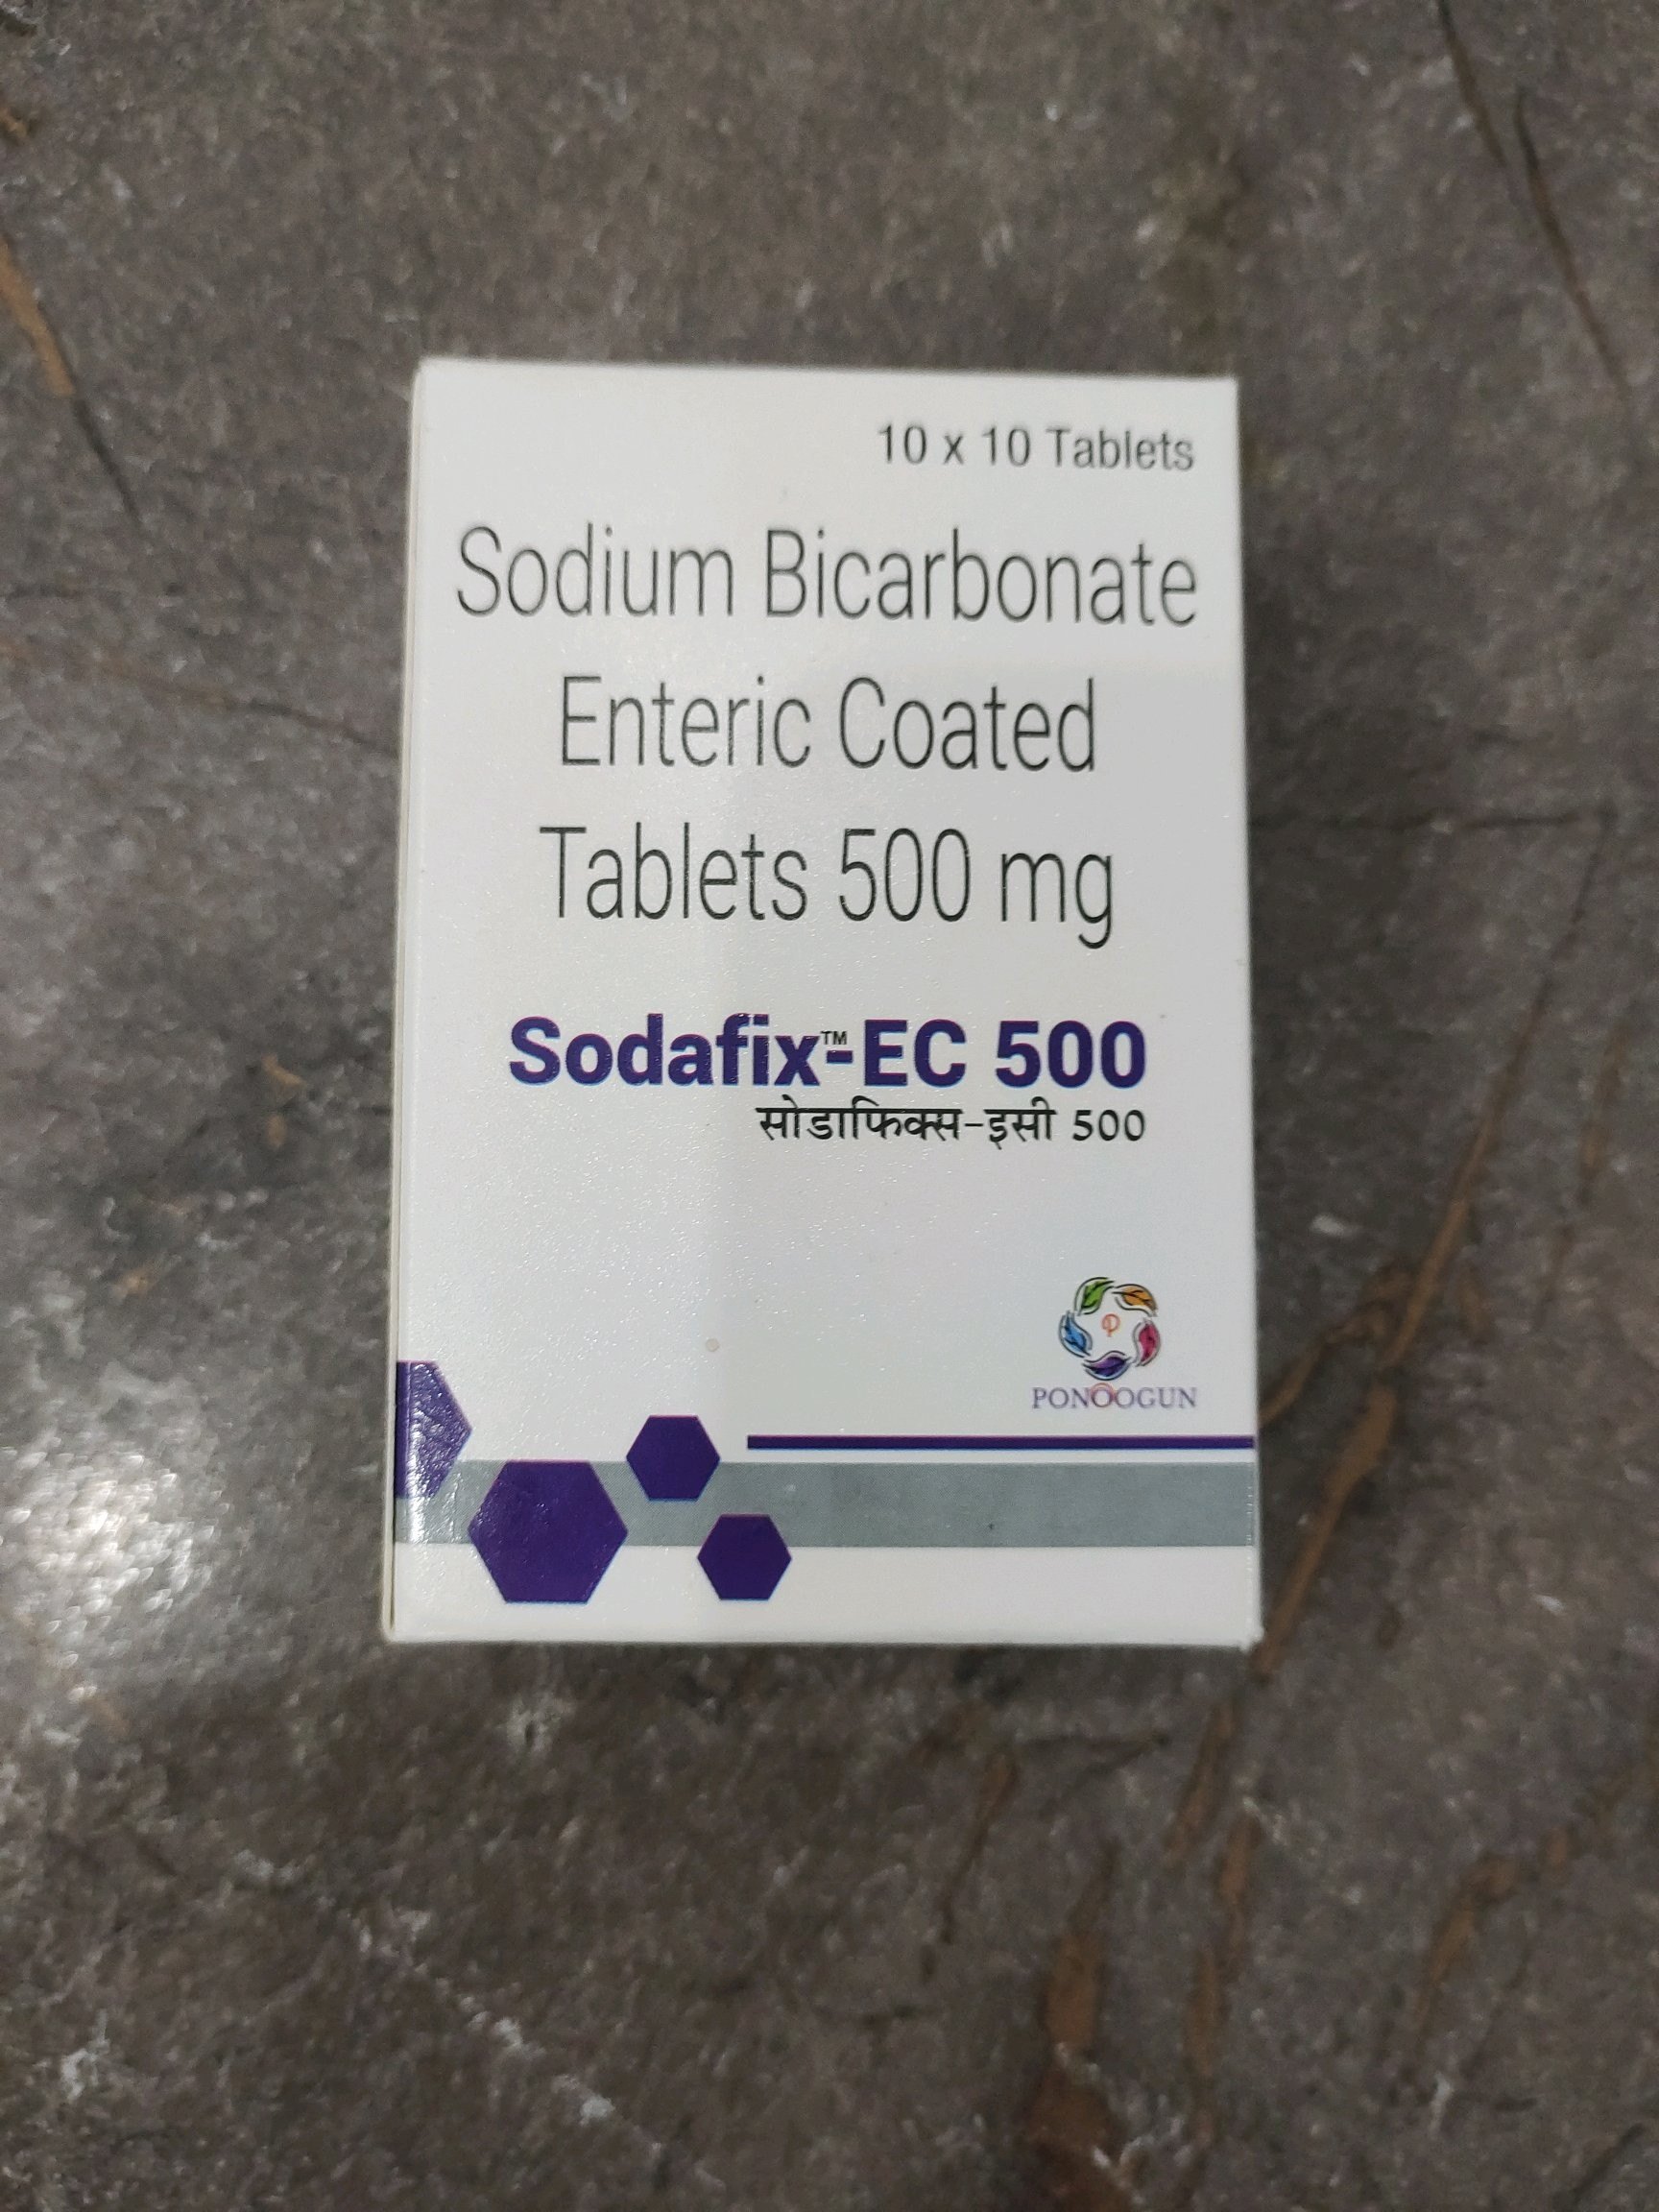 10 x 10 Tablets
Sodium Bicarbonate
Enteric Coated
Tablets 500 mg
Sodafix™-EC 500
सोडाफिक्स-इसी 500
P
PONOOGUN